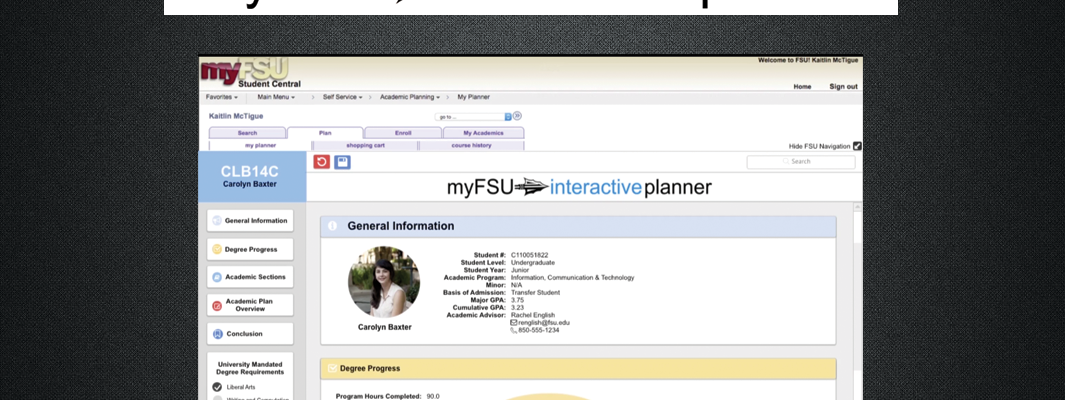 myFSU
Student Central
Welcome to FSU! Kaitlin McTigue
Home Sign out
Favorites Main Menu > Self Service > Academic Planning > My Planner
Kaitlin McTigue
go to ...
Search Plan Enroll My Academics
my planner shopping cart course history
Hide FSU Navigation
CLB14C
Carolyn Baxter
Search
myFSU interactive planner
General Information
Degree Progress
Academic Sections
Academic Plan
Overview
Conclusion
University Mandated
Degree Requirements
Liberal Arts
General Information
Carolyn Baxter
Student #: C110051822
Student Level: Undergraduate
Student Year: Junior
Academic Program: Information, Communication & Technology
Minor: N/A
Basis of Admission: Transfer Student
Major GPA: 3.75
Cumulative GPA: 3.23
Academic Advisor: Rachel English
renglish@fsu.edu
850-555-1234
Degree Progress
Program Hours Completed: 90.0